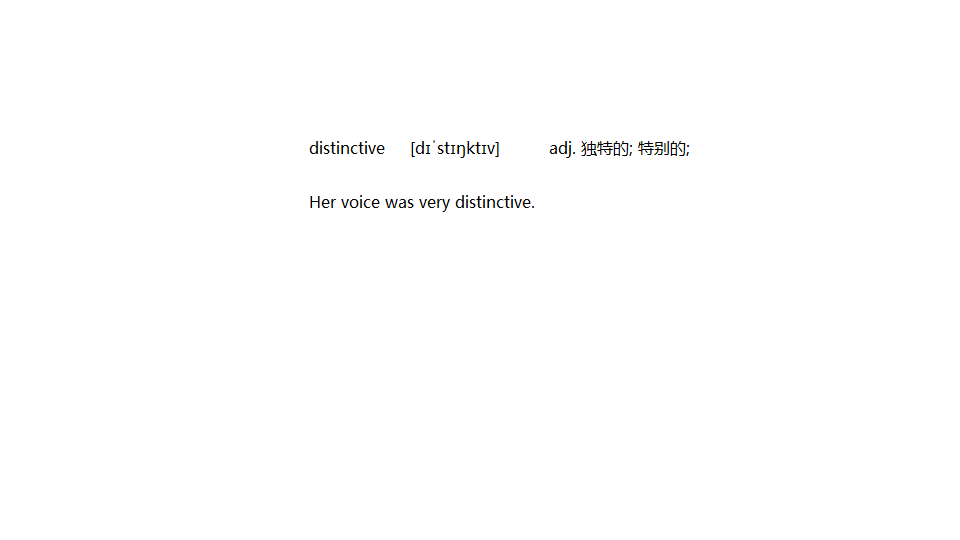 distinctive [dɪˈstɪŋktɪv] adj. 独特的; 特别的;
Her voice was very distinctive.